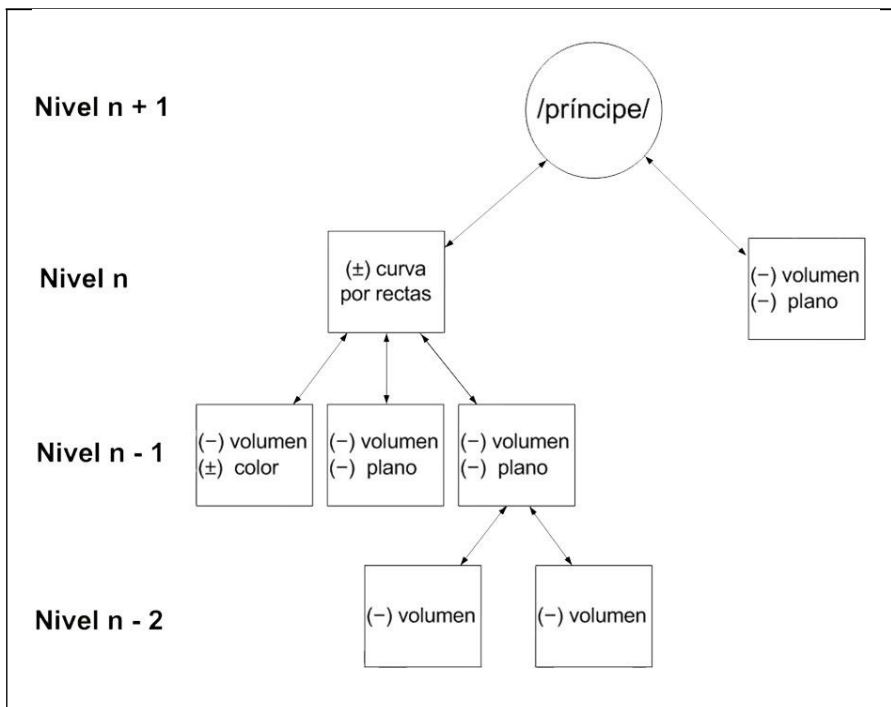 Nivel n + 1
/príncipe/
Nivel n
(±) curva
por rectas
(−) volumen
(−) plano
Nivel n - 1
(−) volumen
(±) color
(−) volumen
(−) plano
(−) volumen
(−) plano
Nivel n - 2
(−) volumen
(−) volumen